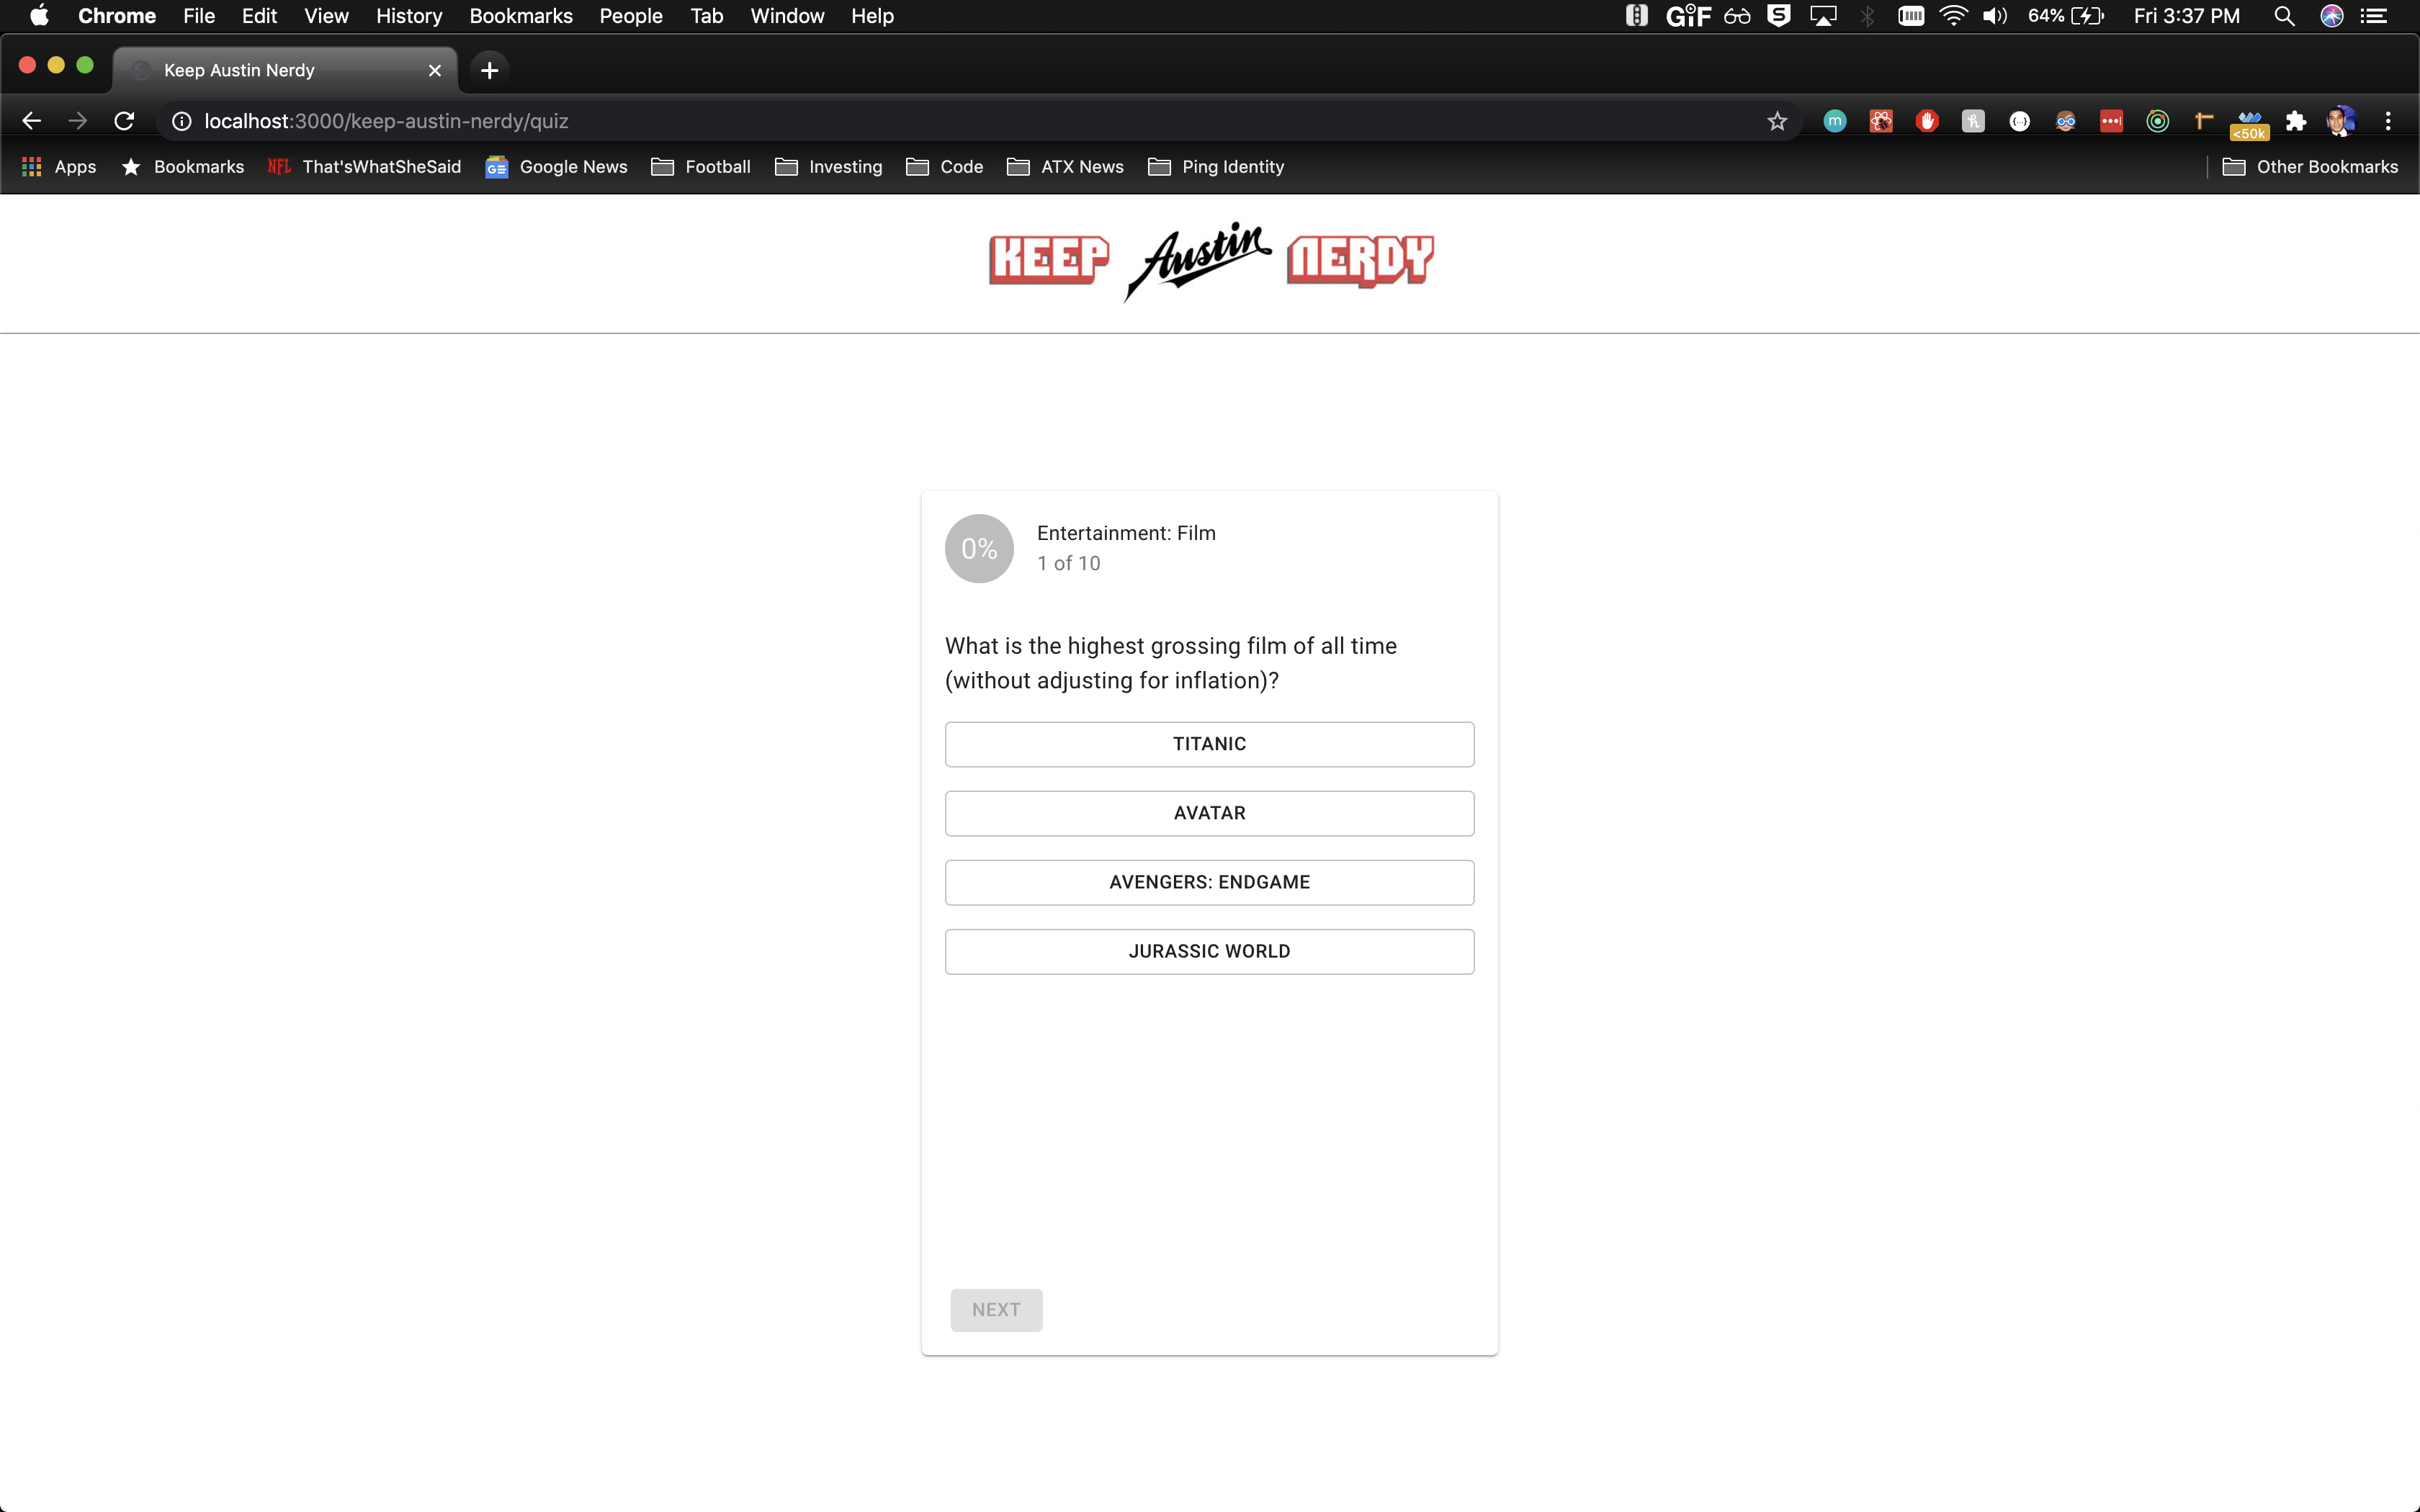 Chrome File Edit View History Bookmarks People Tab Window Help GIF 64% Fri 3:37 PM
Keep Austin Nerdy
localhost:3000/keep-austin-nerdy/quiz m <50k
Apps Bookmarks NFL That'sWhatSheSaid GE Google News Football Investing Code ATX News Ping Identity Other Bookmarks
KEEP Austin NERDY
0% Entertainment: Film
1 of 10
What is the highest grossing film of all time
(without adjusting for inflation)?
TITANIC
AVATAR
AVENGERS: ENDGAME
JURASSIC WORLD
NEXT